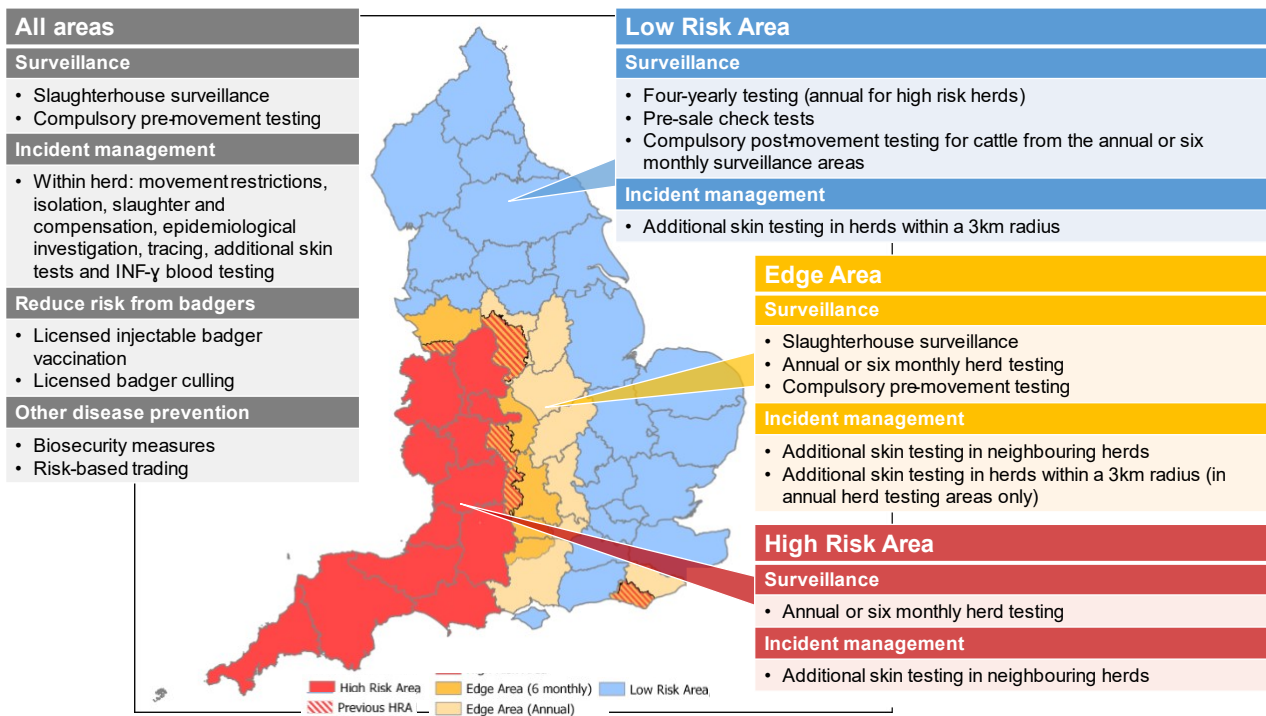 All areas
Surveillance
• Slaughterhouse surveillance
• Compulsory pre-movement testing
Incident management
• Within herd: movement restrictions,
isolation, slaughter and
compensation, epidemiological
investigation, tracing, additional skin
tests and INF-ɣ blood testing
Reduce risk from badgers
• Licensed injectable badger
vaccination
• Licensed badger culling
Other disease prevention
• Biosecurity measures
• Risk-based trading
Low Risk Area
Surveillance
• Four-yearly testing (annual for high risk herds)
• Pre-sale check tests
• Compulsory post-movement testing for cattle from the annual or six
monthly surveillance areas
Incident management
• Additional skin testing in herds within a 3km radius
Edge Area
Surveillance
• Slaughterhouse surveillance
• Annual or six monthly herd testing
• Compulsory pre-movement testing
Incident management
• Additional skin testing in neighbouring herds
• Additional skin testing in herds within a 3km radius (in
annual herd testing areas only)
High Risk Area
Surveillance
• Annual or six monthly herd testing
Incident management
• Additional skin testing in neighbouring herds
High Risk Area
Previous HRA
Edge Area (6 monthly)
Edge Area (Annual)
Low Risk Area